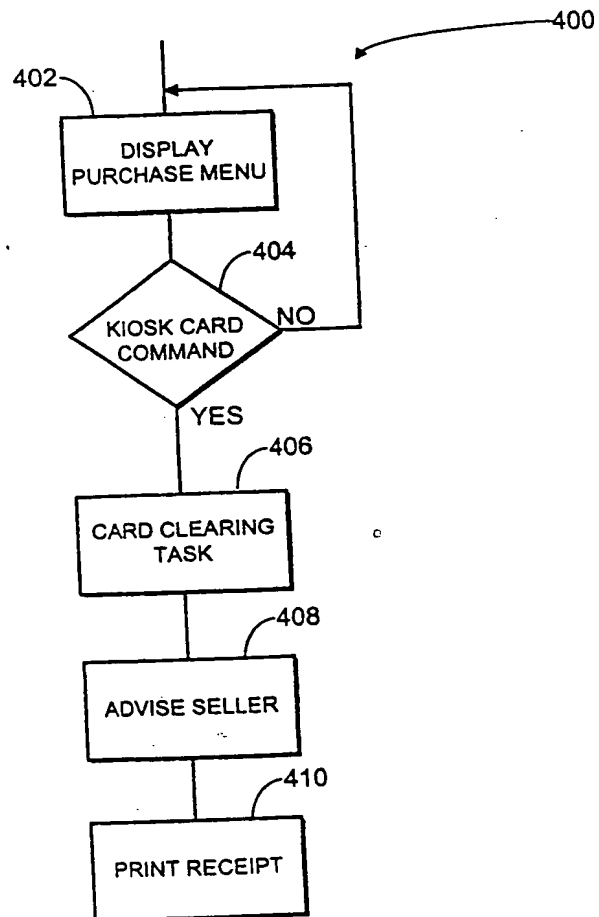 400
402
DISPLAY
PURCHASE MENU
404
KIOSK CARD
COMMAND
NO
YES
406
CARD CLEARING
TASK
408
ADVISE SELLER
410
PRINT RECEIPT